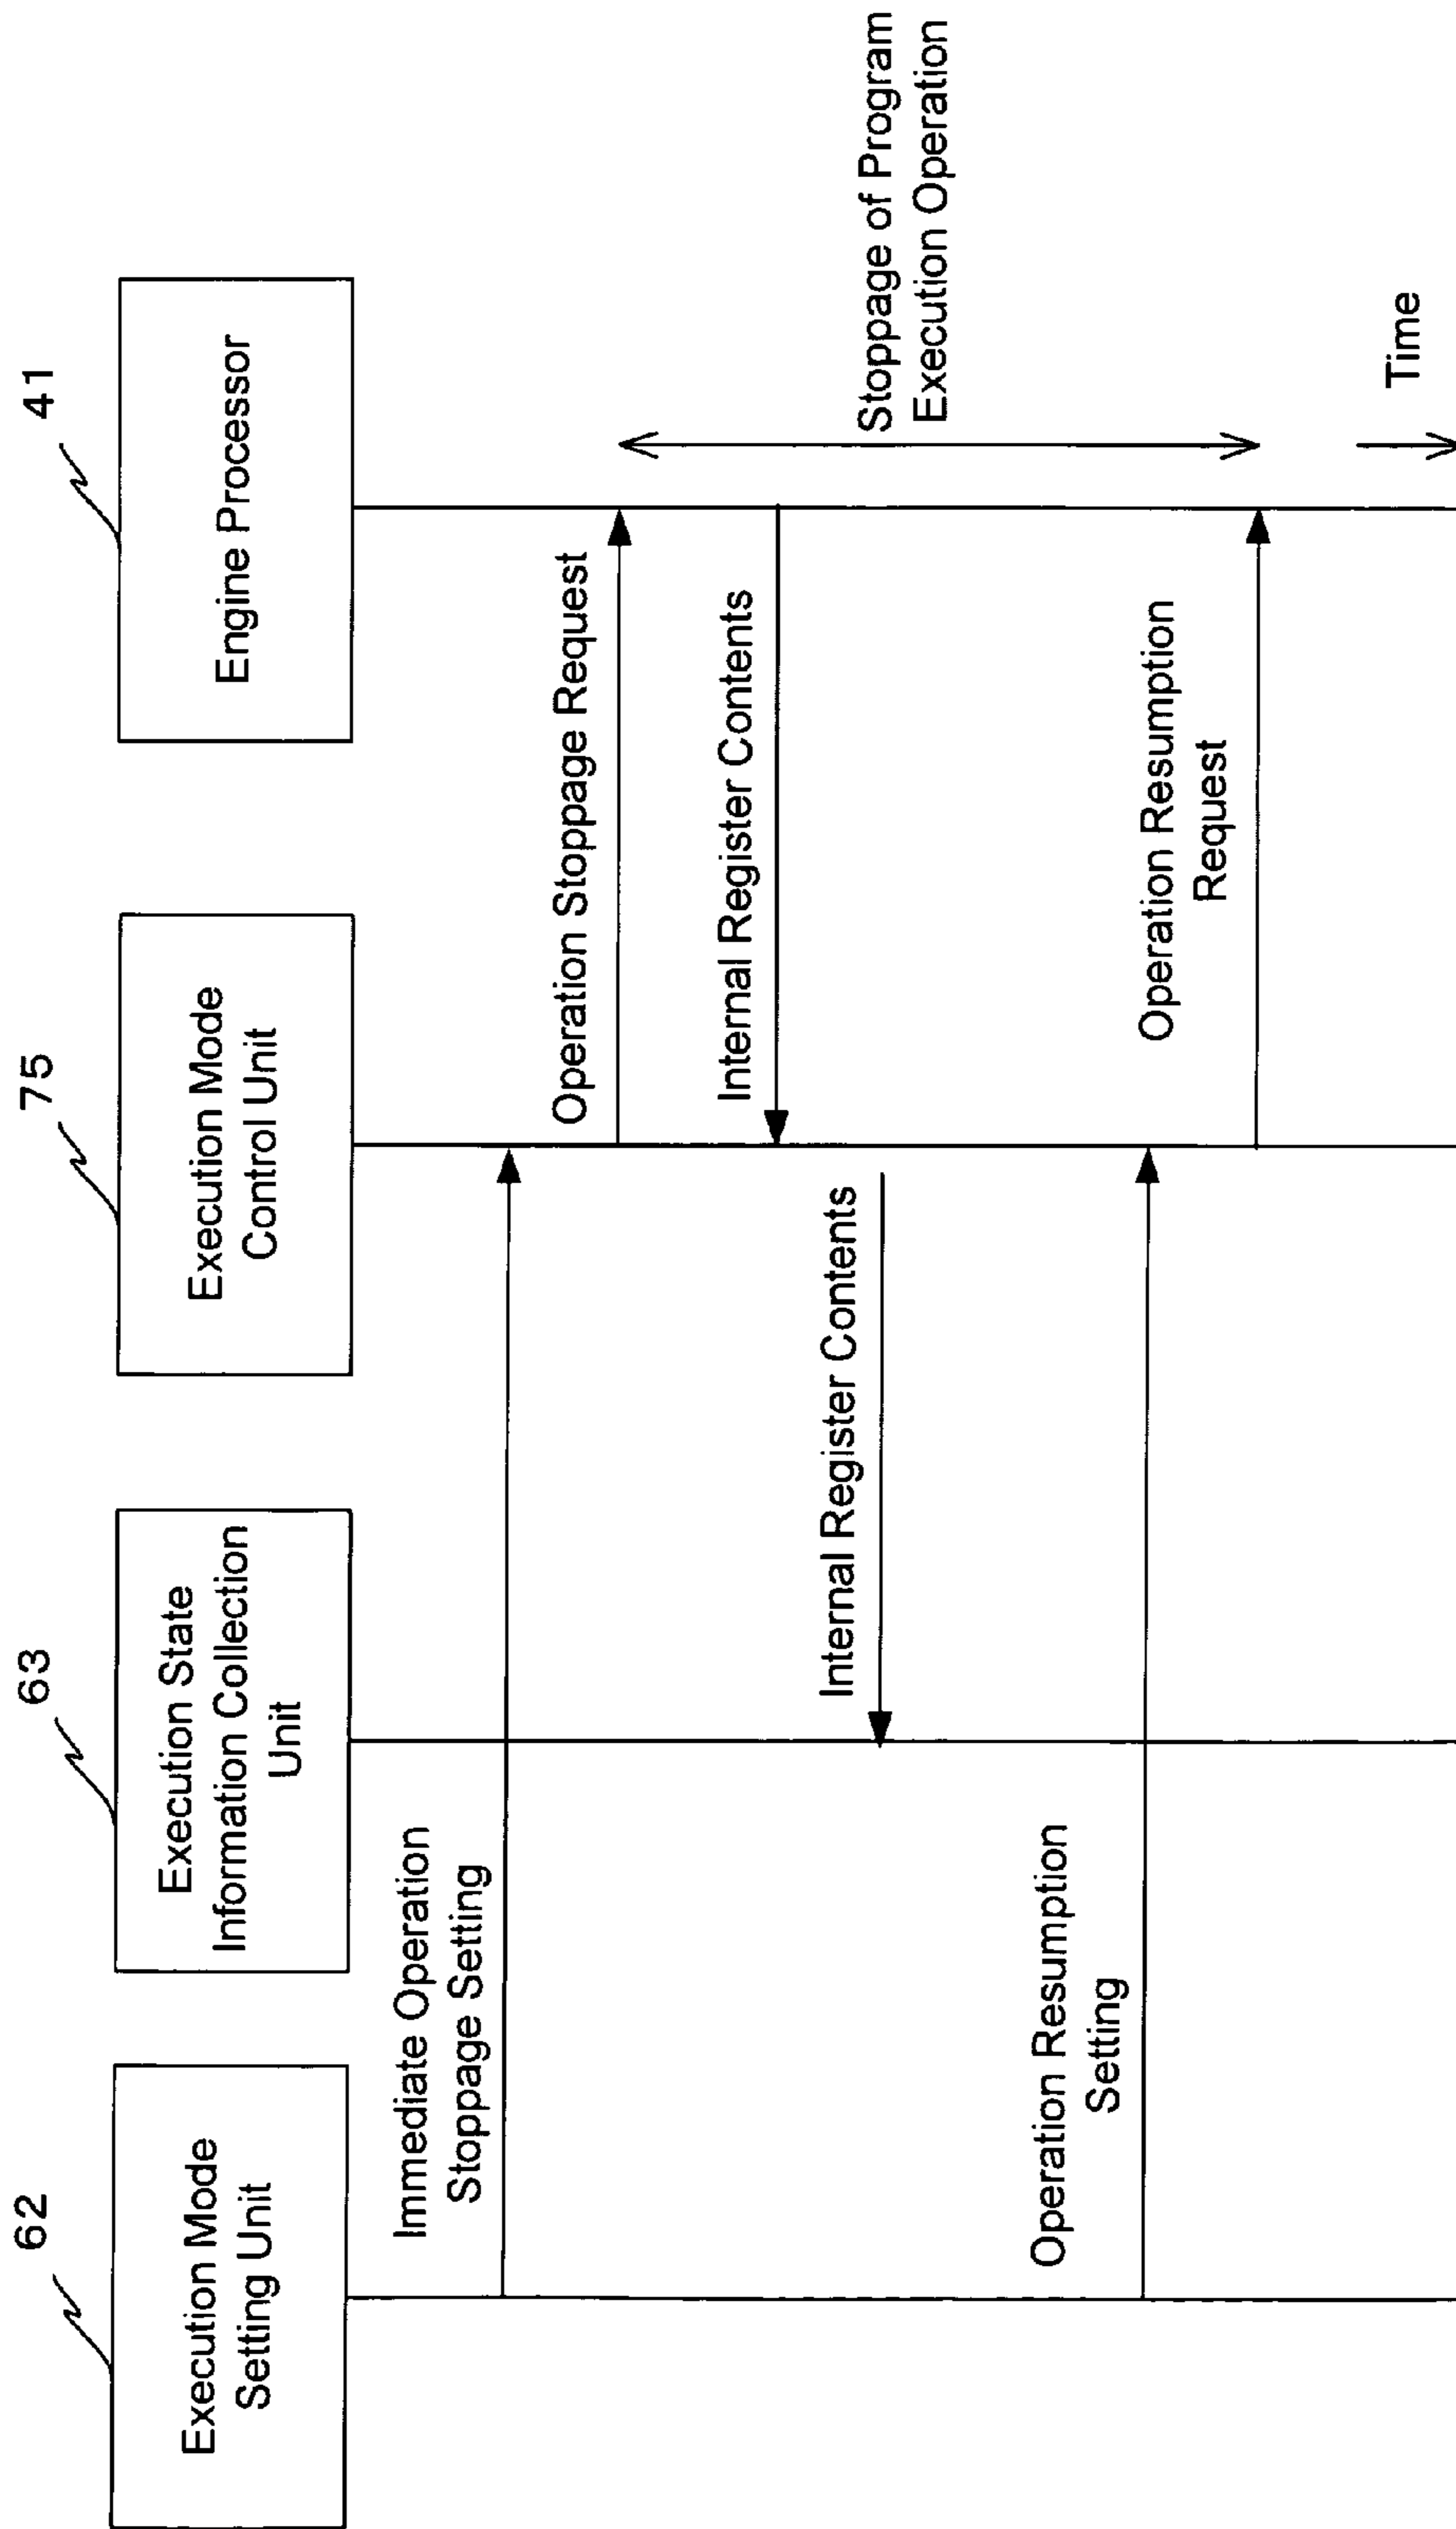 62
Execution Mode
Setting Unit
63
Execution State
Information Collection
Unit
75
Execution Mode
Control Unit
41
Engine Processor
Immediate Operation
Stoppage Setting
Operation Stoppage Request
Internal Register Contents
Internal Register Contents
Stoppage of Program
Execution Operation
Operation Resumption
Setting
Operation Resumption
Request
Time